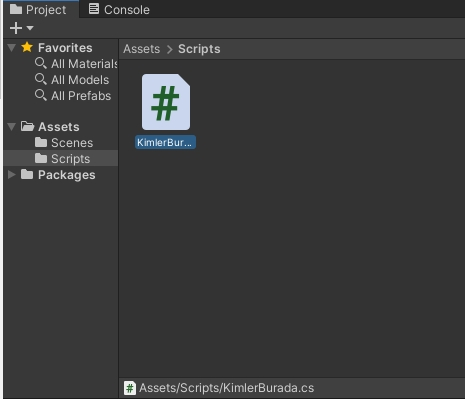 Project
Console
Favorites
All Materials
All Models
All Prefabs
Assets
Scenes
Scripts
Packages
Assets > Scripts
#
KimlerBur...
# Assets/Scripts/KimlerBurada.cs